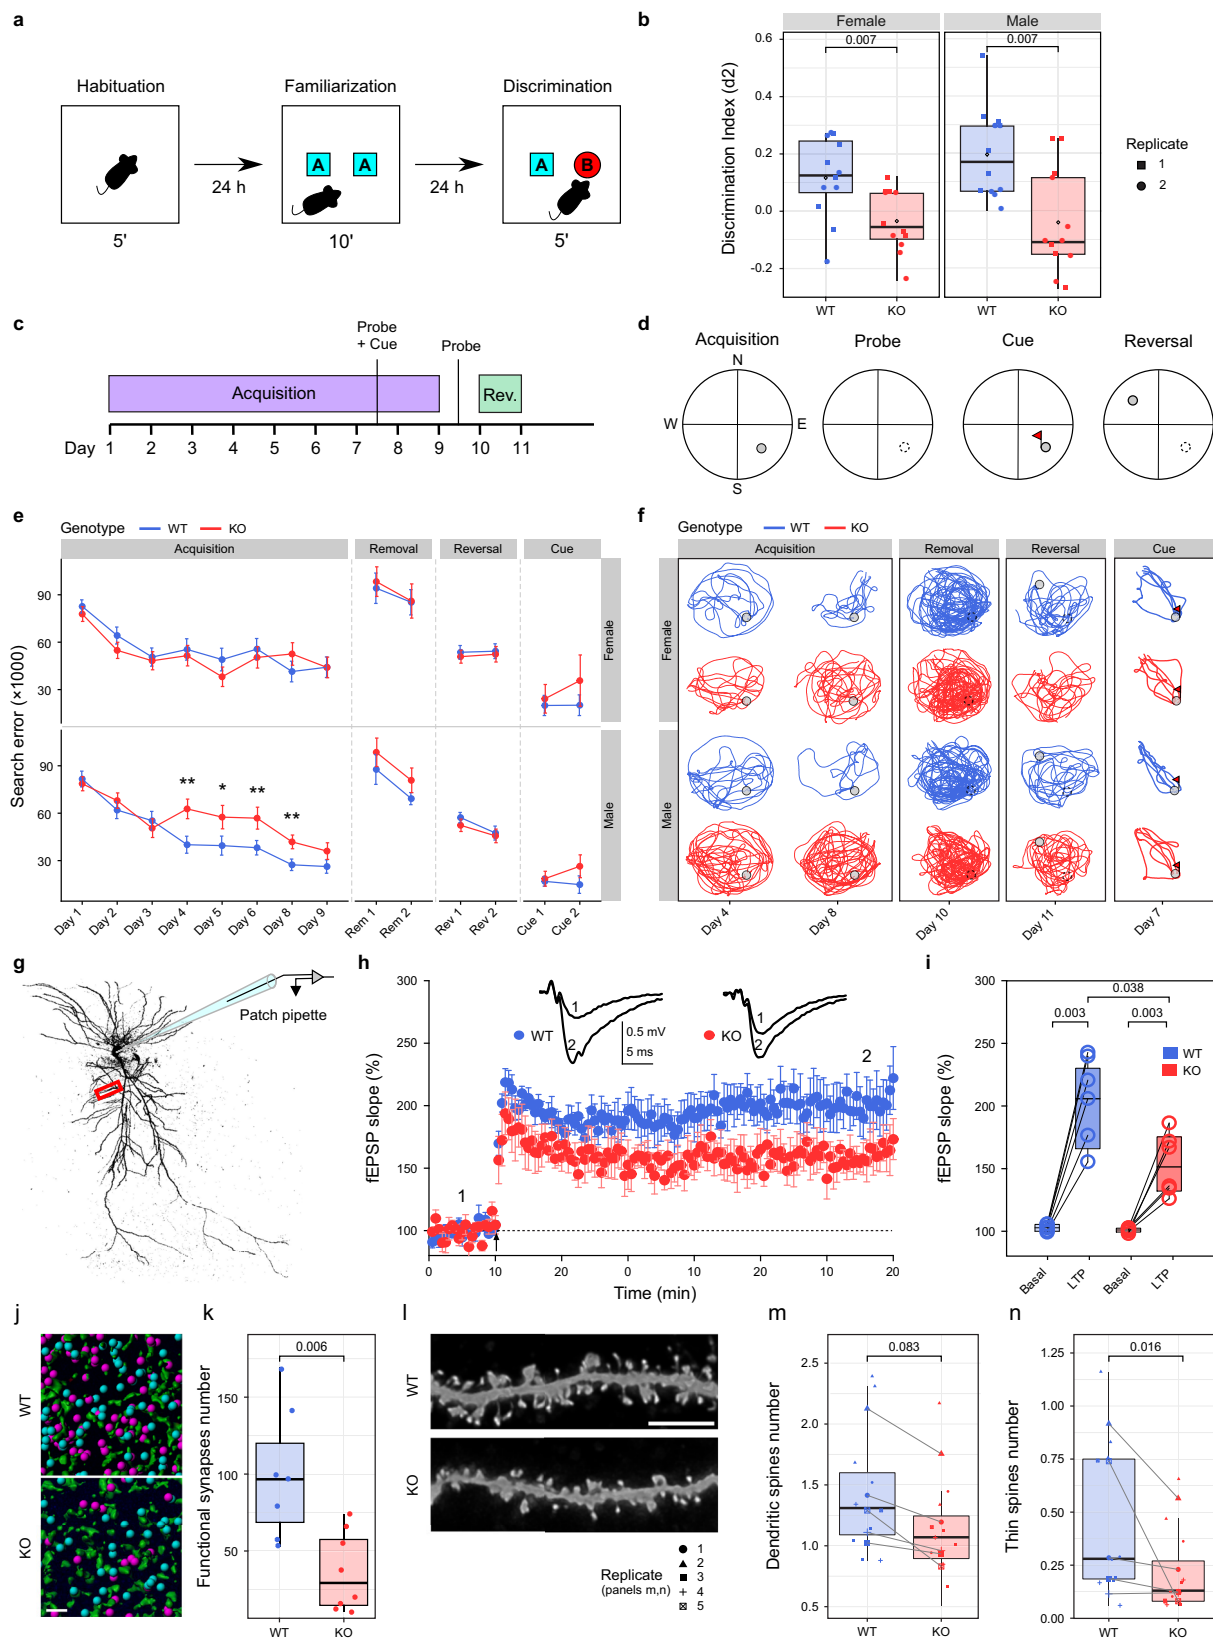 a
Habituation
Familiarization
Discrimination
A
A
A
B
24 h
24 h
5'
10'
5'
b
Female
Male
Discrimination Index (d2)
0.6
0.4
0.2
0.0
-0.2
0.007
0.007
WT
KO
WT
KO
Replicate
1
2
c
Probe
+ Cue
Probe
Acquisition
Rev.
Day
1
2
3
4
5
6
7
8
9
10
11
d
Acquisition
Probe
Cue
Reversal
N
W
E
S
e
Genotype
WT
KO
Acquisition
Removal
Reversal
Cue
Search error (×1000)
90
60
30
Female
90
60
30
Male
**
*
**
**
Day 1
Day 2
Day 3
Day 4
Day 5
Day 6
Day 8
Day 9
Rem 1
Rem 2
Rev 1
Rev 2
Cue 1
Cue 2
f
Genotype
WT
KO
Acquisition
Removal
Reversal
Cue
Female
Male
Day 4
Day 8
Day 10
Day 11
Day 7
g
Patch pipette
h
fEPSP slope (%)
300
250
200
150
100
1
2
1
2
WT
0.5 mV
5 ms
KO
2
1
0
10
20
0
10
20
10
20
Time (min)
i
fEPSP slope (%)
300
250
200
150
100
0.038
0.003
0.003
WT
KO
Basal
LTP
Basal
LTP
j
WT
KO
k
Functional synapses number
150
100
50
0.006
WT
KO
l
WT
KO
Replicate
(panels m,n)
1
2
3
4
5
m
Dendritic spines number
2.5
2.0
1.5
1.0
0.5
0.083
WT
KO
n
Thin spines number
1.25
1.00
0.75
0.50
0.25
0.00
0.016
WT
KO